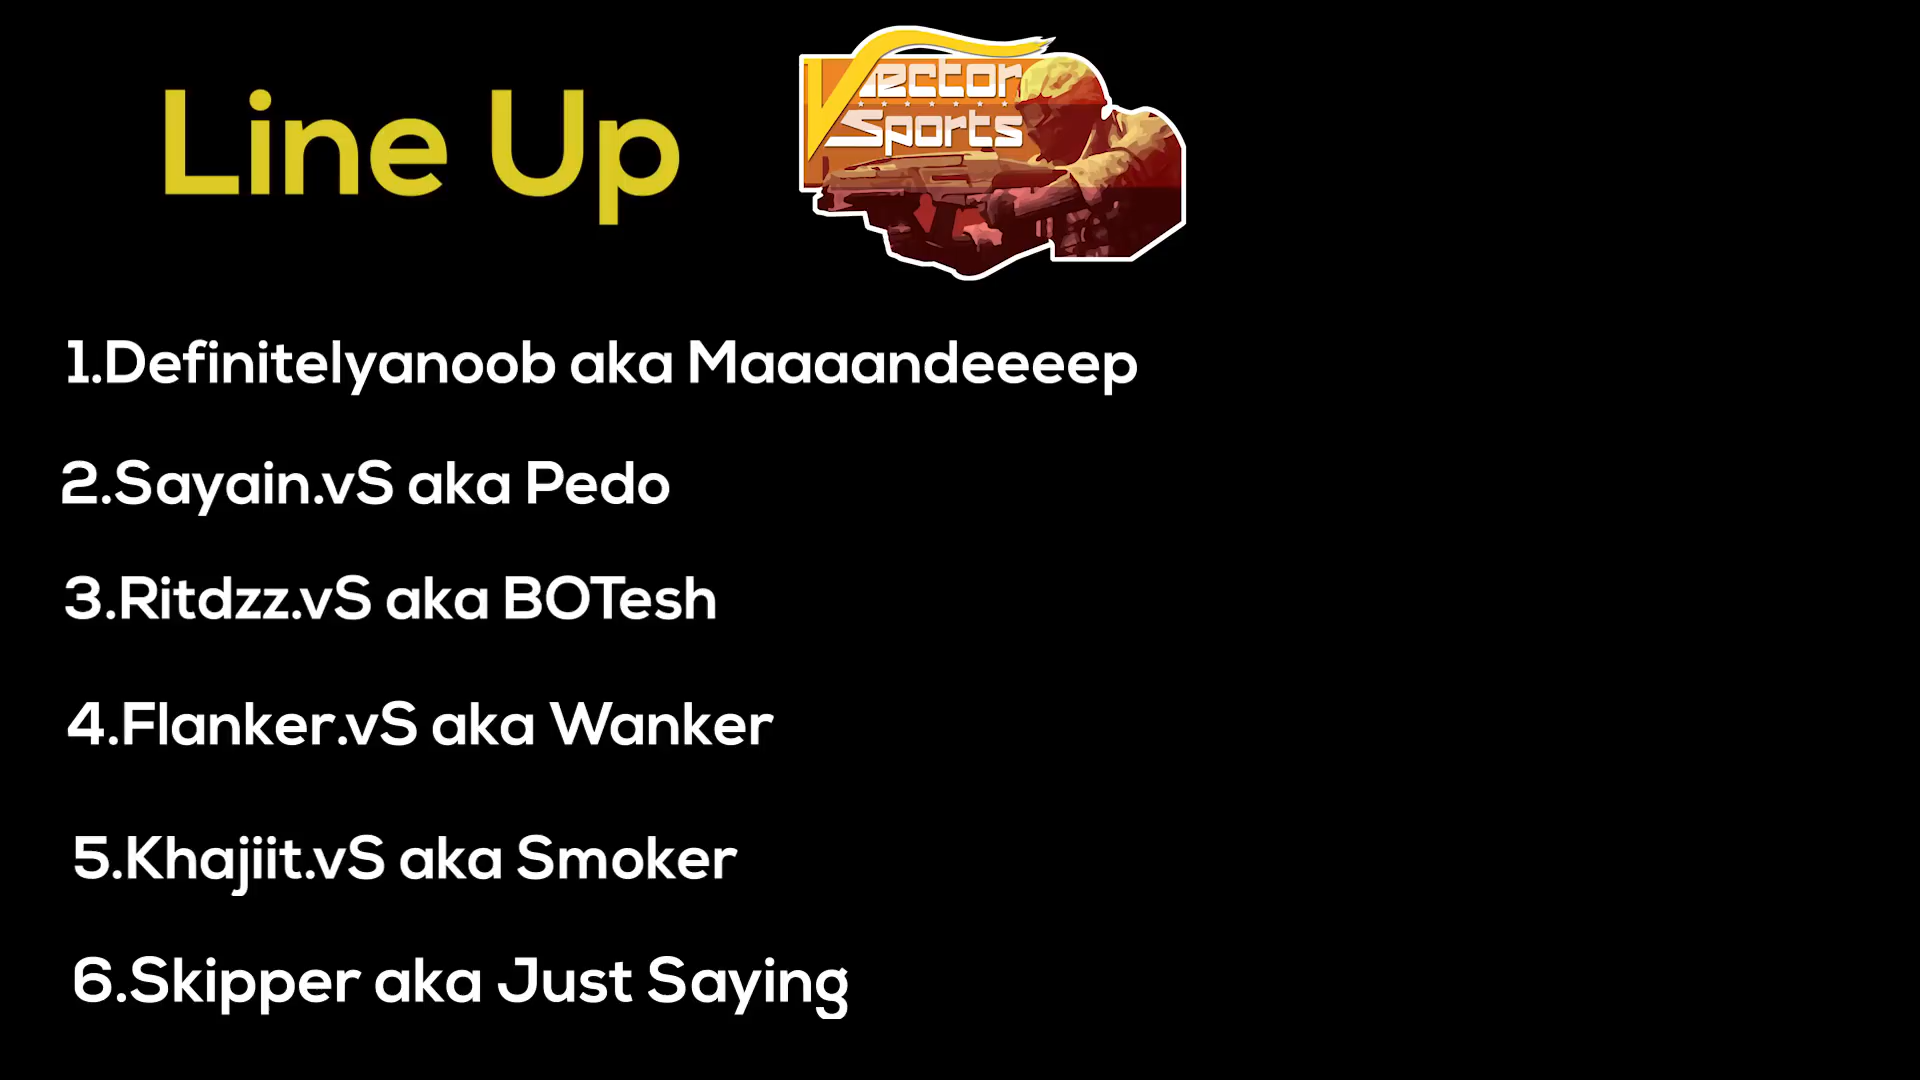 Line Up
Vector
Sports
1.Definitelyanoob aka Maaaandeeeep
2.Sayain.vS aka Pedo
3.Ritdzz.vS aka BOTesh
4.Flanker.vS aka Wanker
5.Khajiit.vS aka Smoker
6.Skipper aka Just Saying